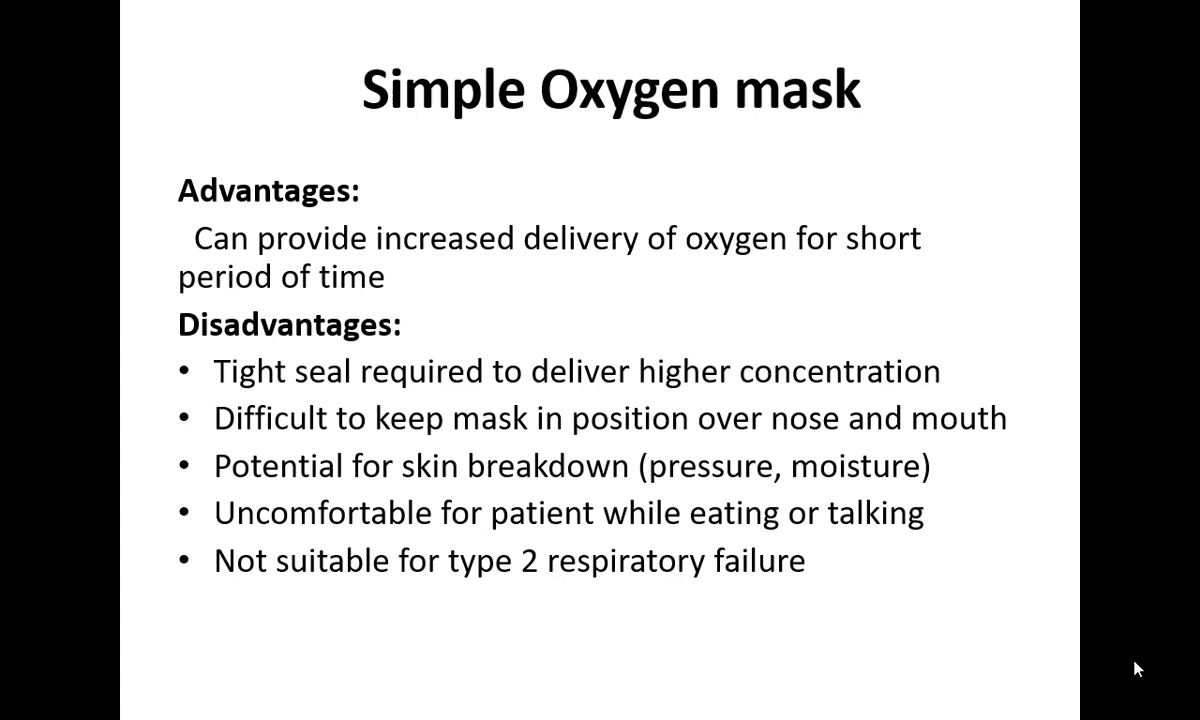 Simple Oxygen mask
Advantages:
Can provide increased delivery of oxygen for short
period of time
Disadvantages:
• Tight seal required to deliver higher concentration
• Difficult to keep mask in position over nose and mouth
• Potential for skin breakdown (pressure, moisture)
• Uncomfortable for patient while eating or talking
• Not suitable for type 2 respiratory failure